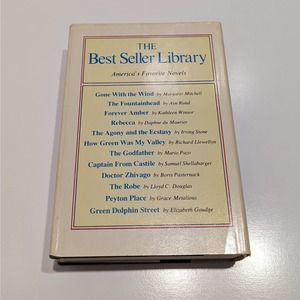 THE
Best Seller Library
America's Favorite Novels
Gone With the Wind by Margaret Mitchell
The Fountainhead by Ayn Rand
Forever Amber by Kathleen Winsor
Rebecca by Daphne du Maurier
The Agony and the Ecstasy by Irving Stone
How Green Was My Valley by Richard Llewellyn
The Godfather by Mario Puzo
Captain From Castile by Samuel Shellabarger
Doctor Zhivago by Boris Pasternack
The Robe by Lloyd C. Douglas
Peyton Place by Grace Metalious
Green Dolphin Street by Elizabeth Goudge